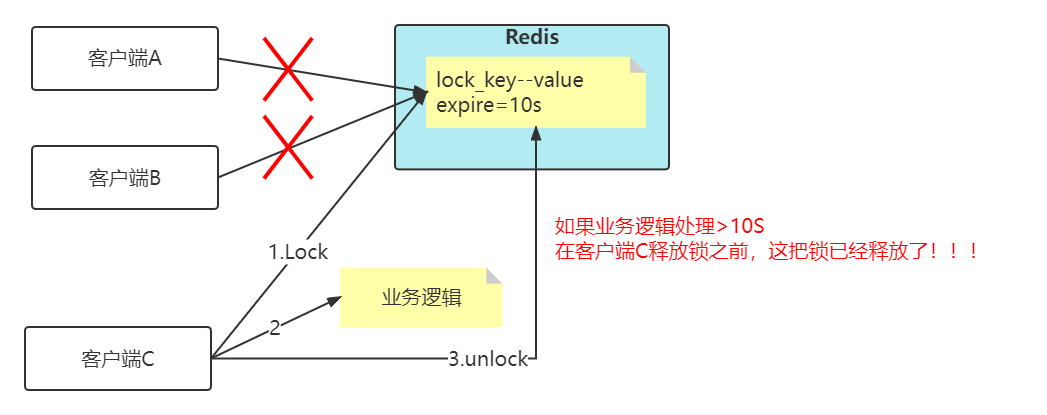 客户端A
Redis
lock_key--value
expire=10s
客户端B
如果业务逻辑处理>10S
在客户端C释放锁之前，这把锁已经释放了！！！
1.Lock
业务逻辑
2
客户端C
3.unlock